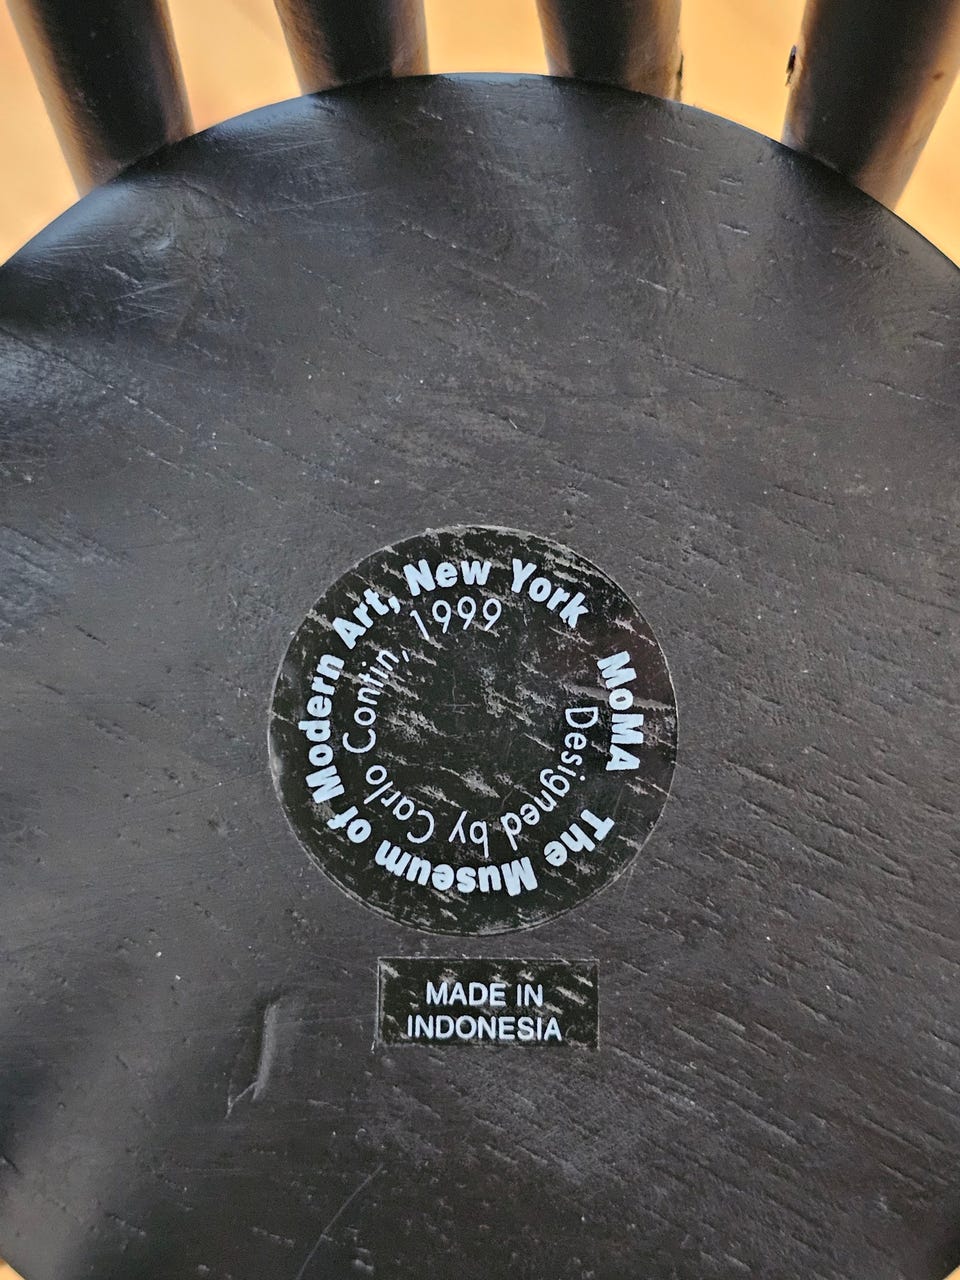 MoMA The Museum of Modern Art, New York
Designed by Carlo Contin, 1999
MADE IN
INDONESIA